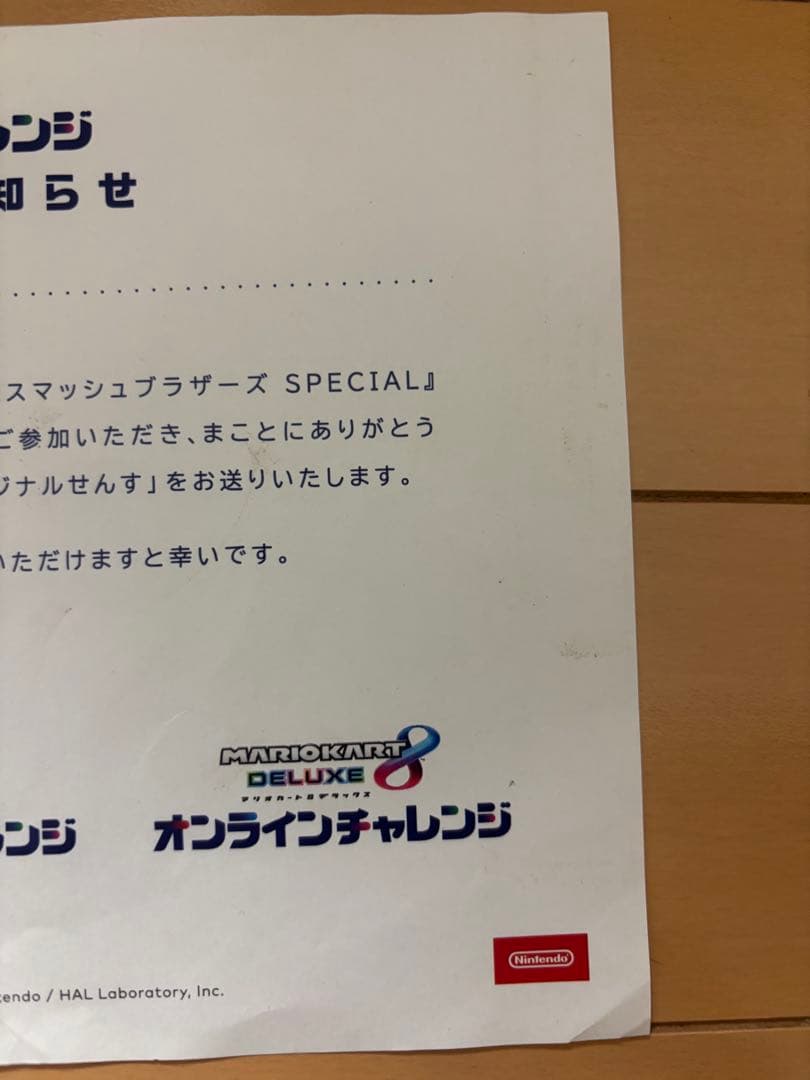 レンジ
知らせ
スマッシュブラザーズ SPECIAL』
ご参加いただき、まことにありがとう
ジナルせんす」をお送りいたします。
いただけますと幸いです。
MARIOKART 8
DELUXE
マリオカート8デラックス
レンジ
オンラインチャレンジ
Nintendo
tendo / HAL Laboratory, Inc.